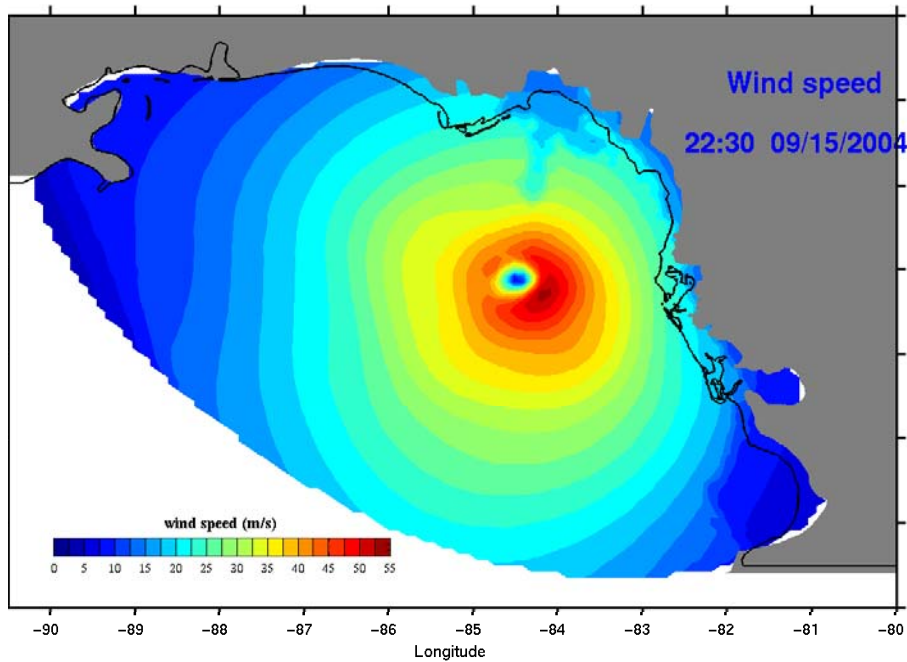 Wind speed
22:30 09/15/2004
wind speed (m/s)
0 5 10 15 20 25 30 35 40 45 50 55
−90 −89 −88 −87 −86 −85 −84 −83 −82 −81 −80
Longitude